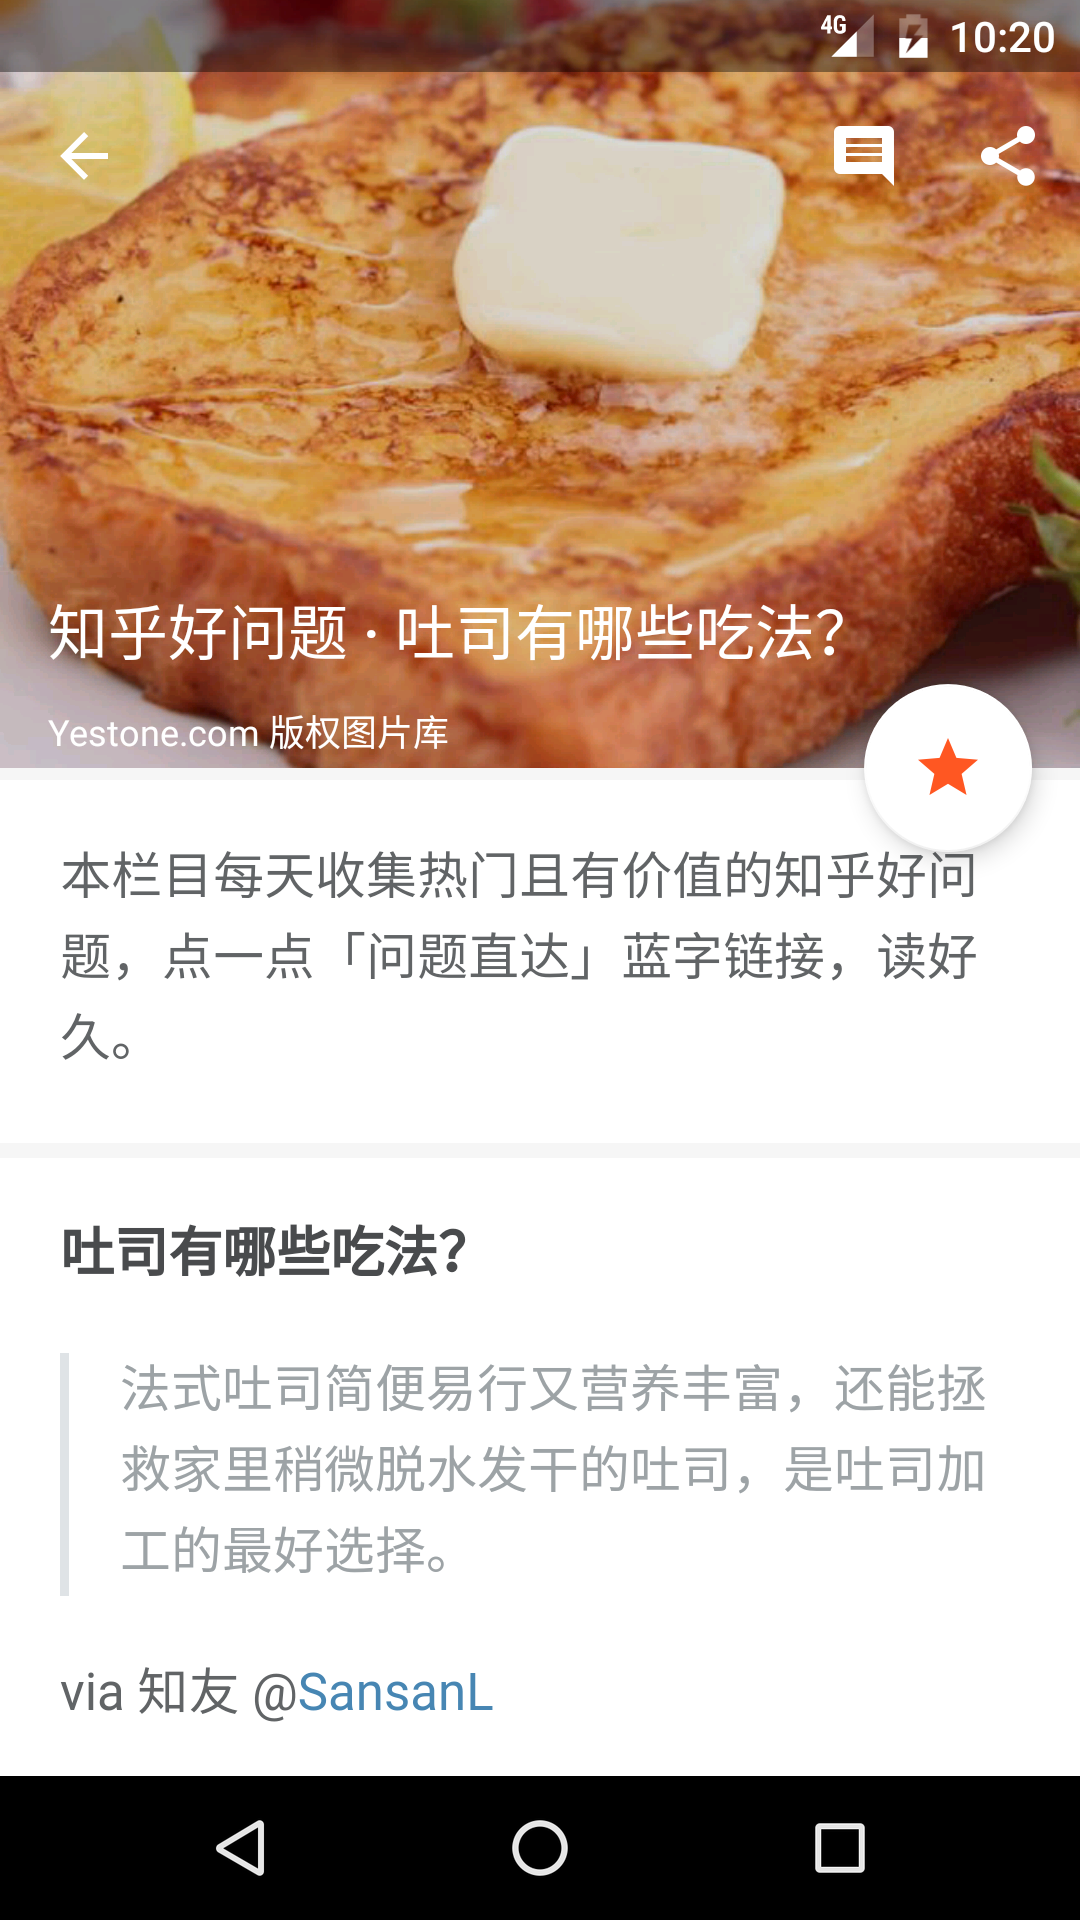 4G 10:20
知乎好问题 · 吐司有哪些吃法？
Yestone.com 版权图片库
本栏目每天收集热门且有价值的知乎好问
题，点一点「问题直达」蓝字链接，读好
久。
吐司有哪些吃法？
法式吐司简便易行又营养丰富，还能拯
救家里稍微脱水发干的吐司，是吐司加
工的最好选择。
via 知友 @SansanL